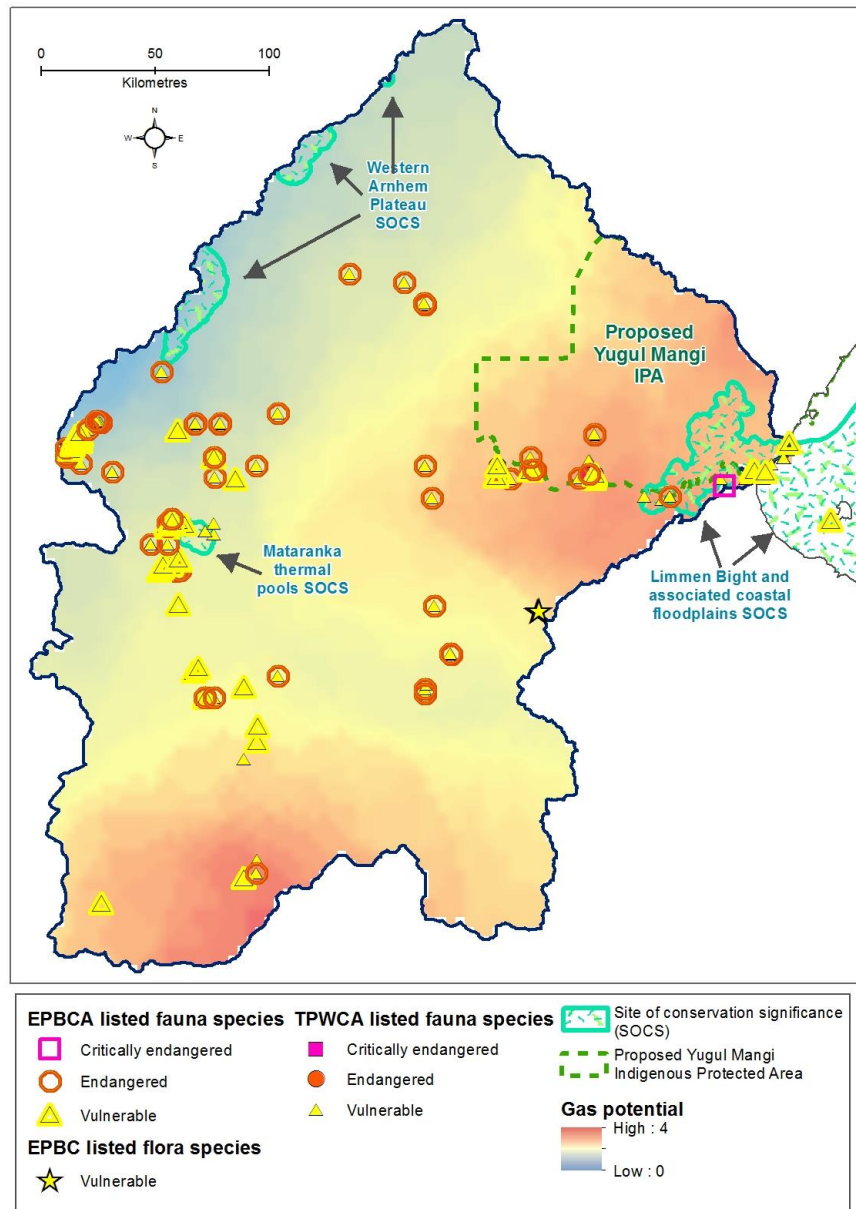 0 50 100
Kilometres
N
W E
S
Western
Arnhem
Plateau
SOCS
Proposed
Yugul Mangi
IPA
Mataranka
thermal
pools SOCS
Limmen Bight and
associated coastal
floodplains SOCS
EPBCA listed fauna species
Critically endangered
Endangered
Vulnerable
EPBC listed flora species
Vulnerable
TPWCA listed fauna species
Critically endangered
Endangered
Vulnerable
Site of conservation significance
(SOCS)
Proposed Yugul Mangi
Indigenous Protected Area
Gas potential
High : 4
Low : 0